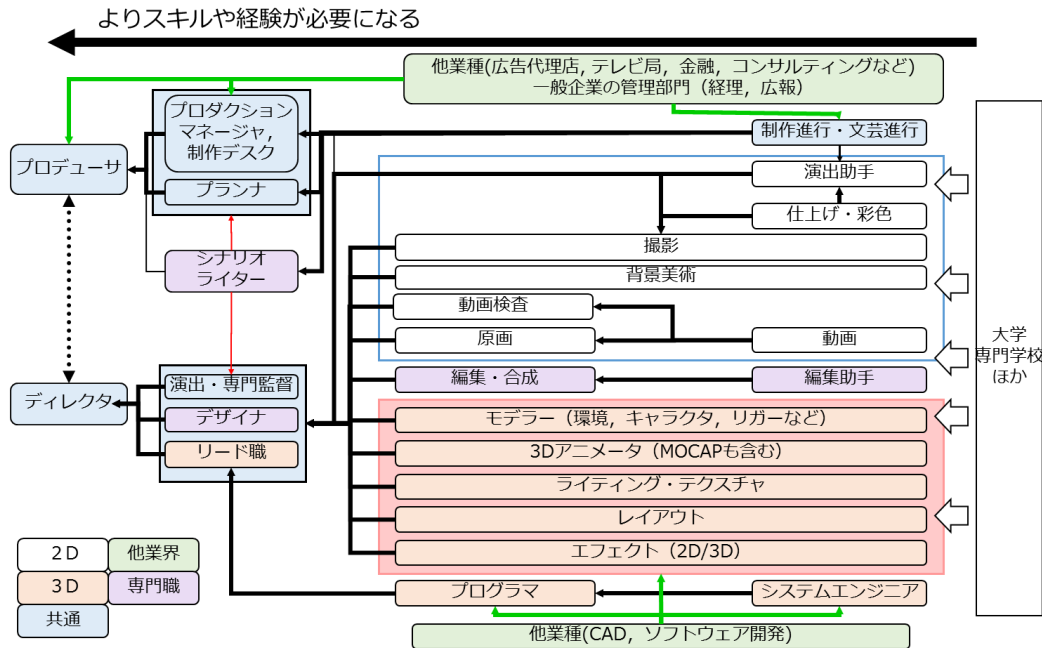 よりスキルや経験が必要になる
他業種(広告代理店, テレビ局, 金融, コンサルティングなど)
一般企業の管理部門（経理, 広報）
プロダクション
マネージャ,
制作デスク
プランナ
プロデューサ
制作進行・文芸進行
演出助手
仕上げ・彩色
撮影
シナリオ
ライター
背景美術
動画検査
原画
動画
大学
専門学校
ほか
編集・合成
編集助手
演出・専門監督
デザイナ
リード職
ディレクタ
モデラー（環境, キャラクタ, リガーなど）
3Dアニメータ（MOCAPも含む）
ライティング・テクスチャ
レイアウト
エフェクト（2D/3D）
プログラマ
システムエンジニア
他業種(CAD, ソフトウェア開発)
２Ｄ
他業界
３Ｄ
専門職
共通